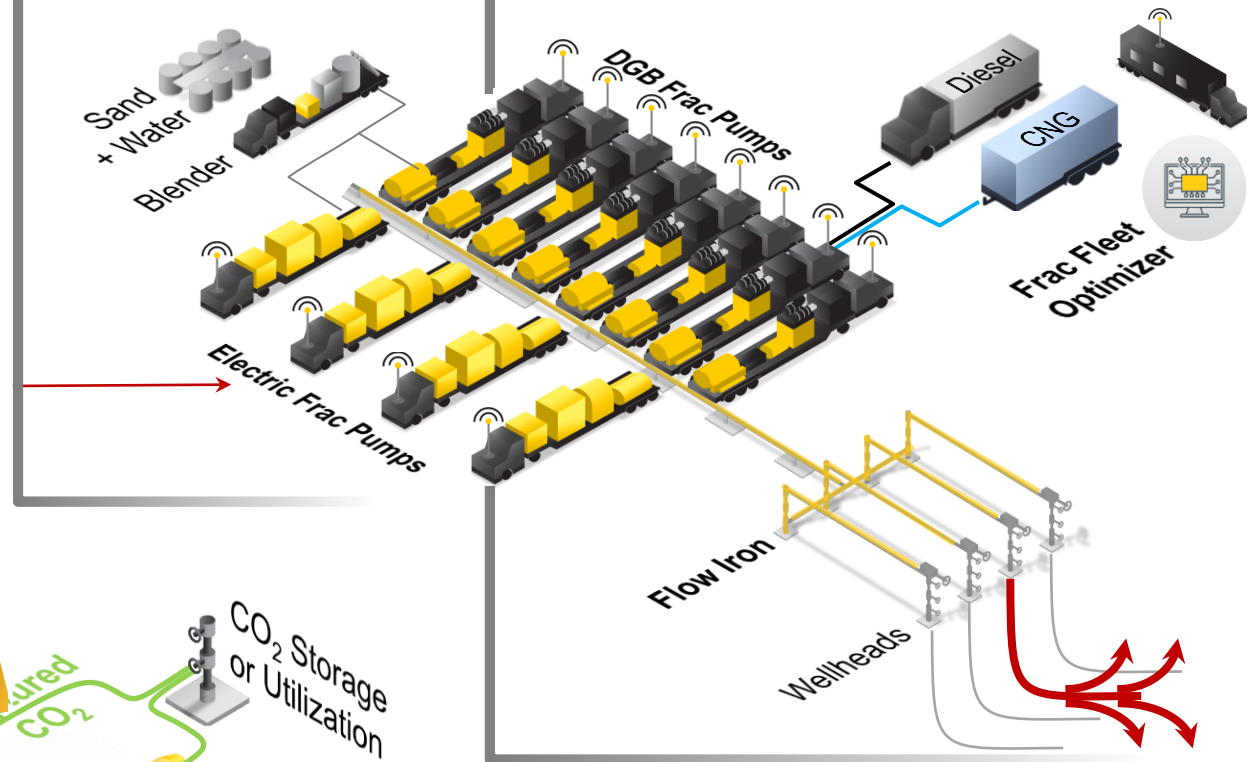 Sand
+ Water
Blender
DGB Frac Pumps
Diesel
CNG
Frac Fleet
Optimizer
Electric Frac Pumps
Flow Iron
Wellheads
CO₂ Storage
or Utilization
ured
CO₂